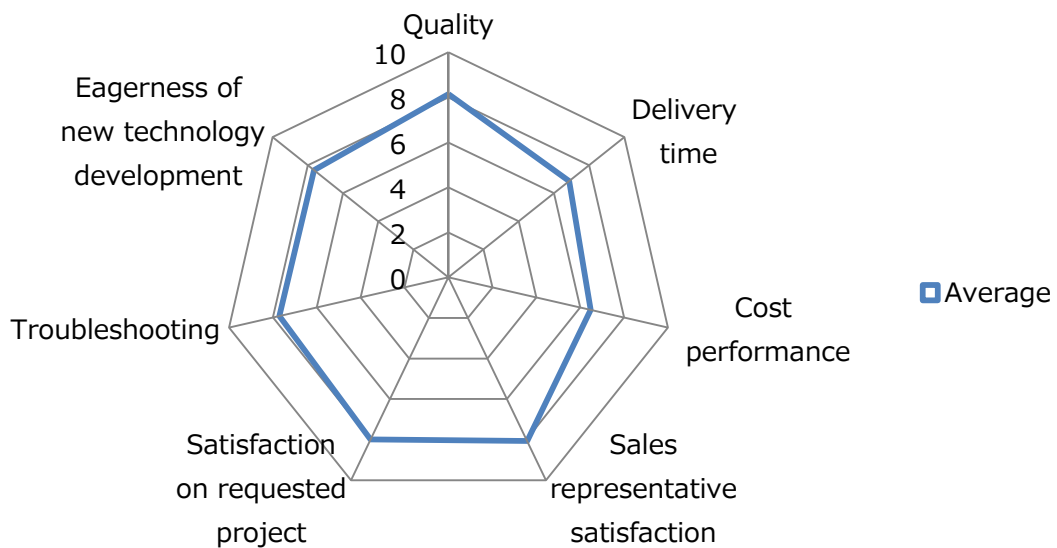 Quality
10
8
6
4
2
0
Delivery
time
Cost
performance
Sales
representative
satisfaction
Satisfaction
on requested
project
Troubleshooting
Eagerness of
new technology
development
Average